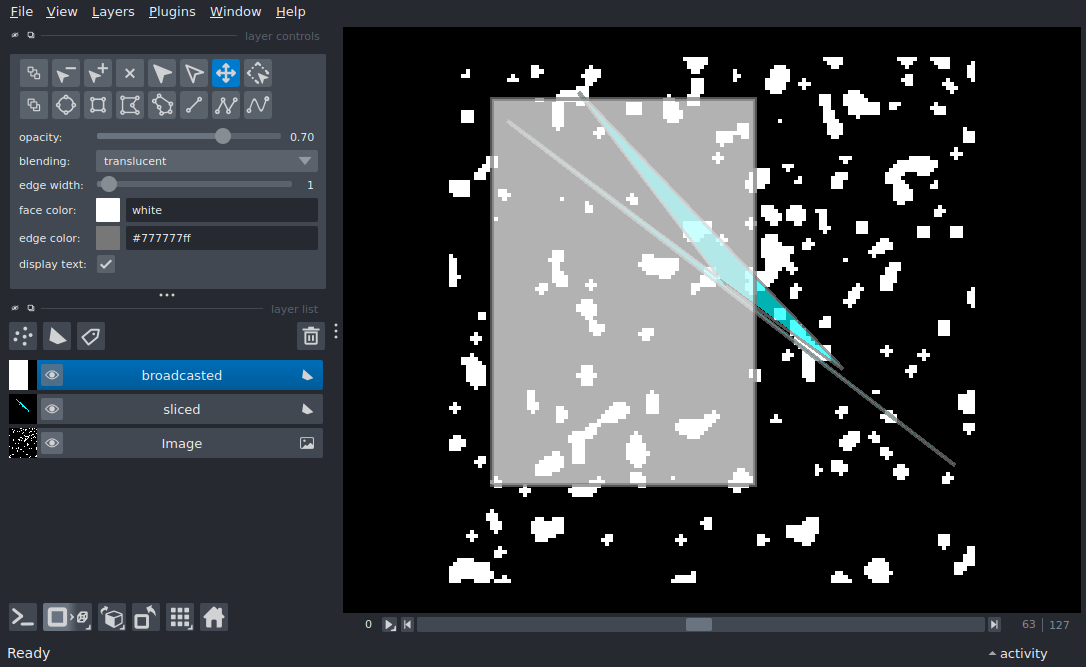 File View Layers Plugins Window Help
layer controls
opacity: 0.70
blending: translucent
edge width: 1
face color: white
edge color: #777777ff
display text:
layer list
broadcasted
sliced
Image
0 63 127
Ready activity